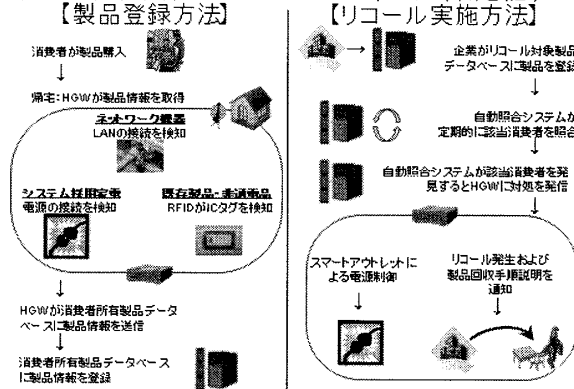 【製品登録方法】
消費者が製品購入
↓
帰宅:HGWが製品情報を取得
ネットワーク機器
LANの接続を検知
システム採用家電
電源の接続を検知
既存製品・非通電品
RFIDがICタグを検知
↓
HGWが消費者所有製品データ
ベースに製品情報を送信
↓
消費者所有製品データベース
に製品情報を登録
【リコール実施方法】
→
企業がリコール対象製品
データベースに製品を登録
↓
自動照合システムが
定期的に該当消費者を照合
↓
自動照合システムが該当消費者を発
見するとHGWに対処を発信
↓
スマートアウトレットに
よる電源制御
リコール発生および
製品回収手順説明を
通知